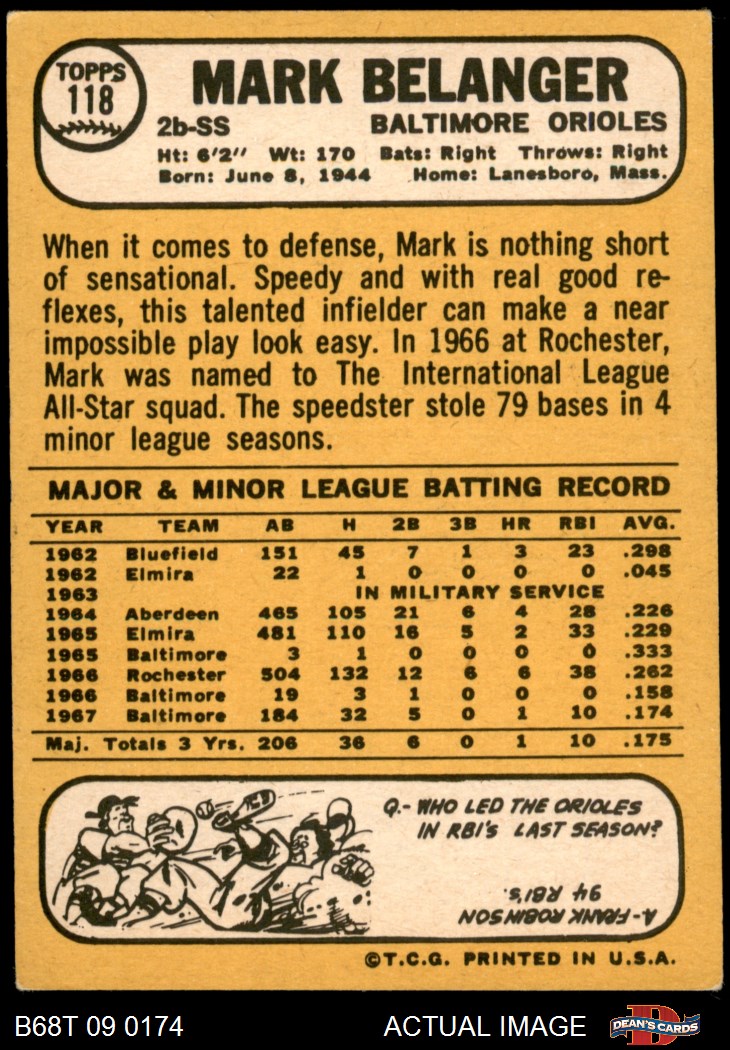 TOPPS
118
MARK BELANGER
2b-SS BALTIMORE ORIOLES
Ht: 6'2" Wt: 170 Bats: Right Throws: Right
Born: June 8, 1944 Home: Lanesboro, Mass.
When it comes to defense, Mark is nothing short
of sensational. Speedy and with real good re-
flexes, this talented infielder can make a near
impossible play look easy. In 1966 at Rochester,
Mark was named to The International League
All-Star squad. The speedster stole 79 bases in 4
minor league seasons.
MAJOR & MINOR LEAGUE BATTING RECORD
YEAR TEAM AB H 2B 3B HR RBI AVG.
1962 Bluefield 151 45 7 1 3 23 .298
1962 Elmira 22 1 0 0 0 0 .045
1963 IN MILITARY SERVICE
1964 Aberdeen 465 105 21 6 4 28 .226
1965 Elmira 481 110 16 5 2 33 .229
1965 Baltimore 3 1 0 0 0 0 .333
1966 Rochester 504 132 12 6 6 38 .262
1966 Baltimore 19 3 1 0 0 0 .158
1967 Baltimore 184 32 5 0 1 10 .174
Maj. Totals 3 Yrs. 206 36 6 0 1 10 .175
Q.- WHO LED THE ORIOLES
IN RBI's LAST SEASON?
A-FRANK ROBINSON
94 RBI's.
©T.C.G. PRINTED IN U.S.A.
B68T 09 0174 ACTUAL IMAGE D DEAN'S CARDS